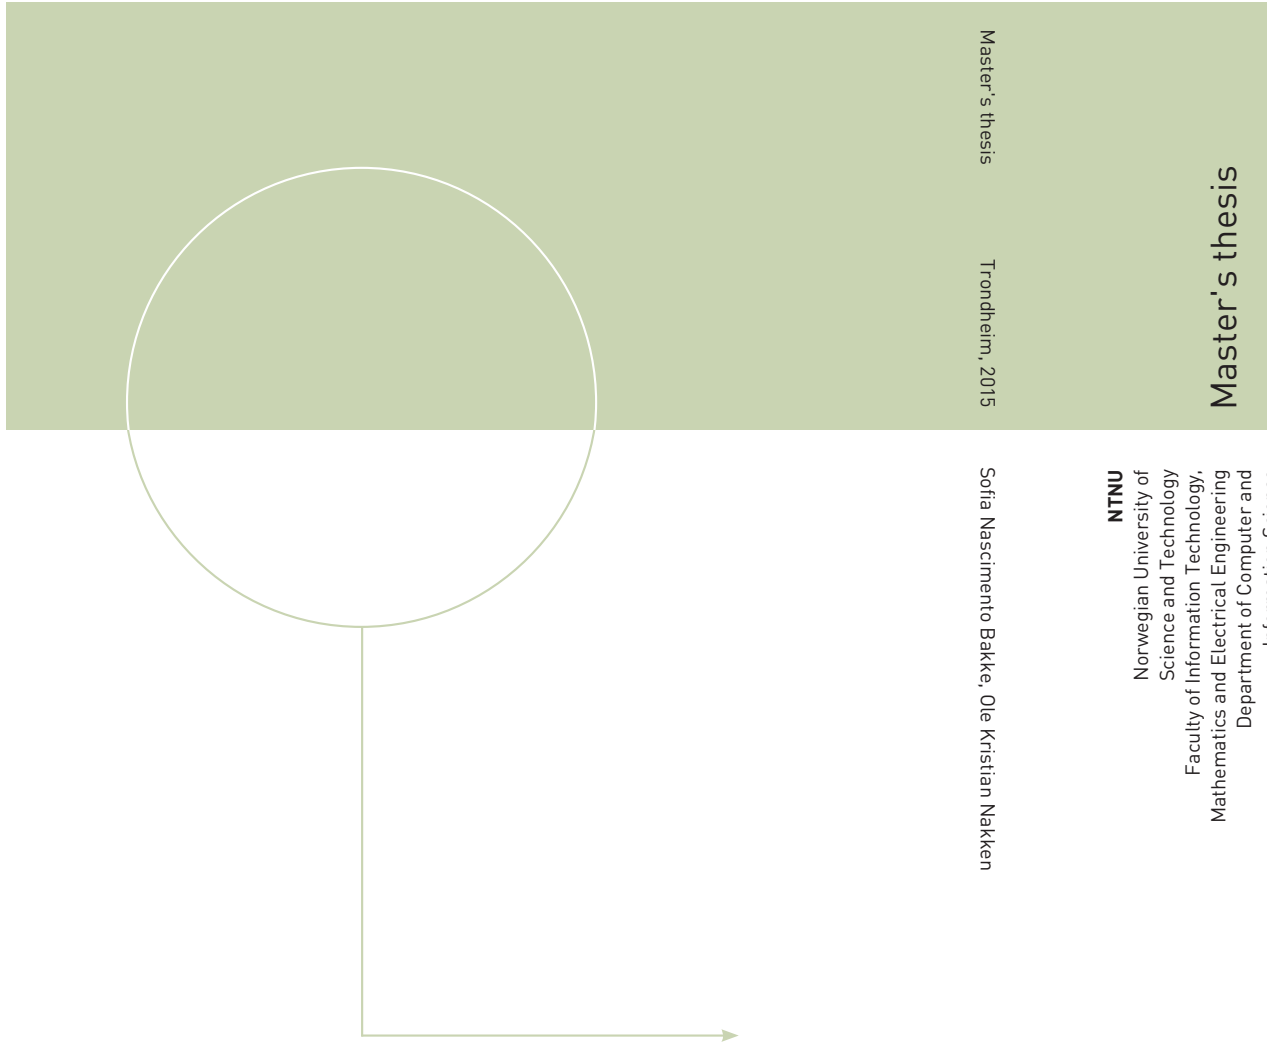 Master's thesis
Trondheim, 2015
Sofia Nascimento Bakke, Ole Kristian Nakken
Master's thesis
NTNU
Norwegian University of
Science and Technology
Faculty of Information Technology,
Mathematics and Electrical Engineering
Department of Computer and